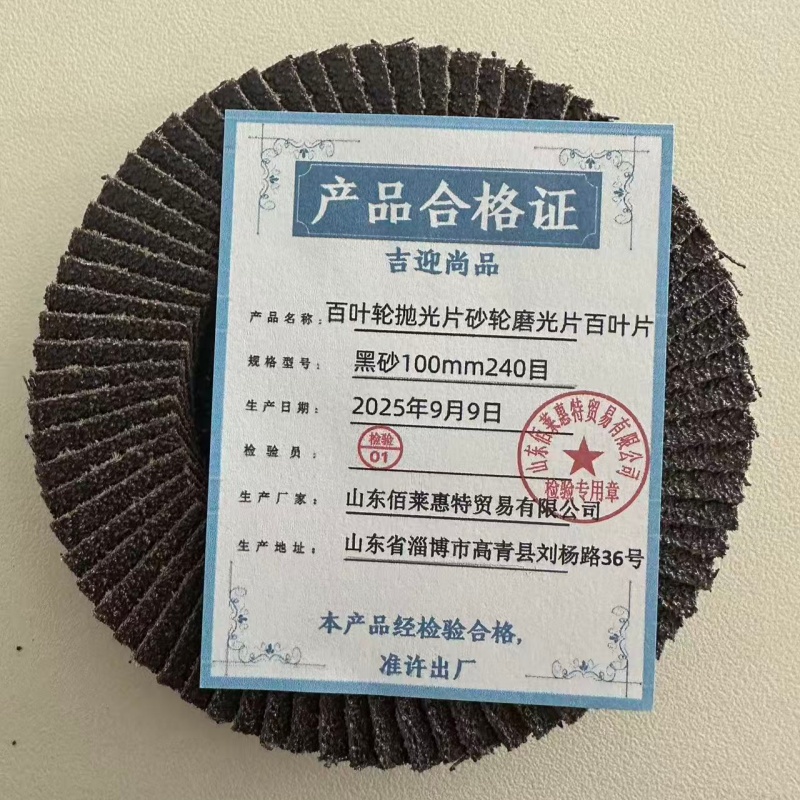 产品合格证
吉迎尚品
产品名称：百叶轮抛光片砂轮磨光片百叶片
规格型号：黑砂100mm240目
生产日期：2025年9月9日
检验员：检验01
生产厂家：山东佰莱惠特贸易有限公司
生产地址：山东省淄博市高青县刘杨路36号
山东佰莱惠特贸易有限公司
检验专用章
本产品经检验合格，
准许出厂